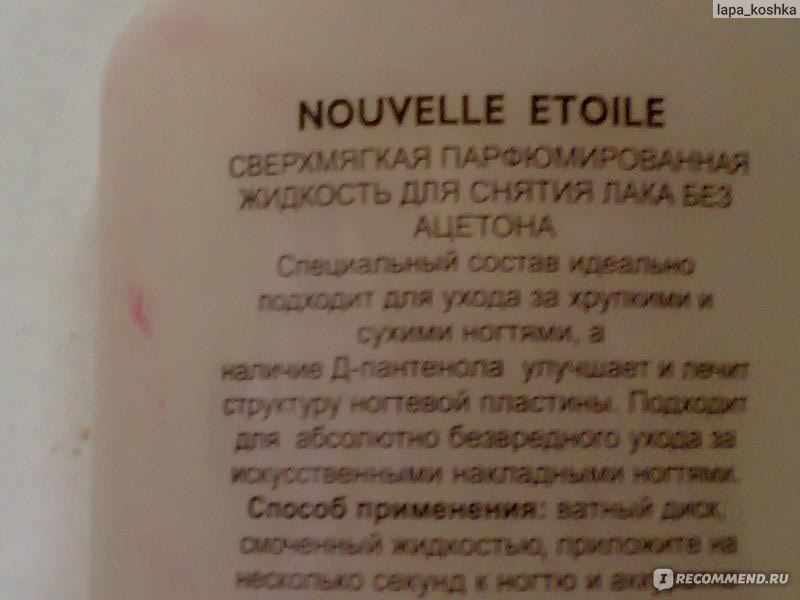 lapa_koshka
NOUVELLE ETOILE
СВЕРХМЯГКАЯ ПАРФЮМИРОВАННАЯ
ЖИДКОСТЬ ДЛЯ СНЯТИЯ ЛАКА БЕЗ
АЦЕТОНА
Специальный состав идеально
подходит для ухода за хрупкими и
сухими ногтями, а
наличие Д-пантенола улучшает и лечит
структуру ногтевой пластины. Подходит
для абсолютно безвредного ухода за
искусственными накладными ногтями.
Способ применения: ватный диск,
смоченный жидкостью, приложите на
несколько секунд к ногтю и
IRECOMMEND.RU